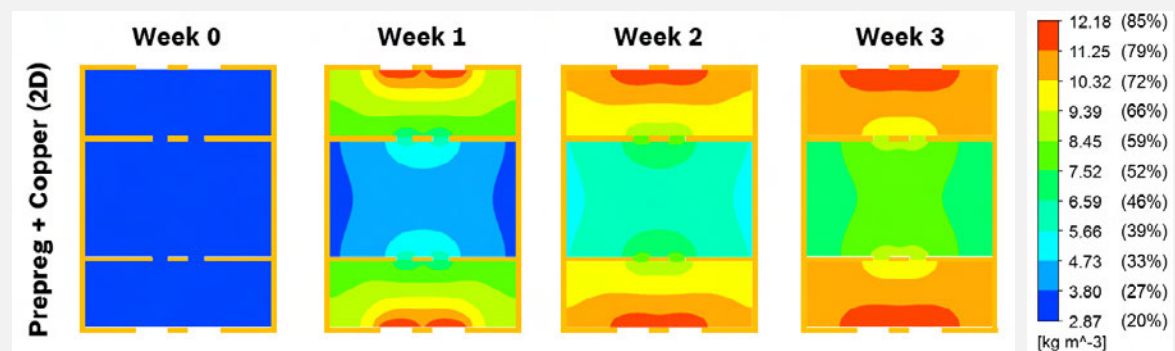 Week 0
Week 1
Week 2
Week 3
Prepreg + Copper (2D)
12.18 (85%)
11.25 (79%)
10.32 (72%)
9.39 (66%)
8.45 (59%)
7.52 (52%)
6.59 (46%)
5.66 (39%)
4.73 (33%)
3.80 (27%)
2.87 (20%)
[kg m^-3]